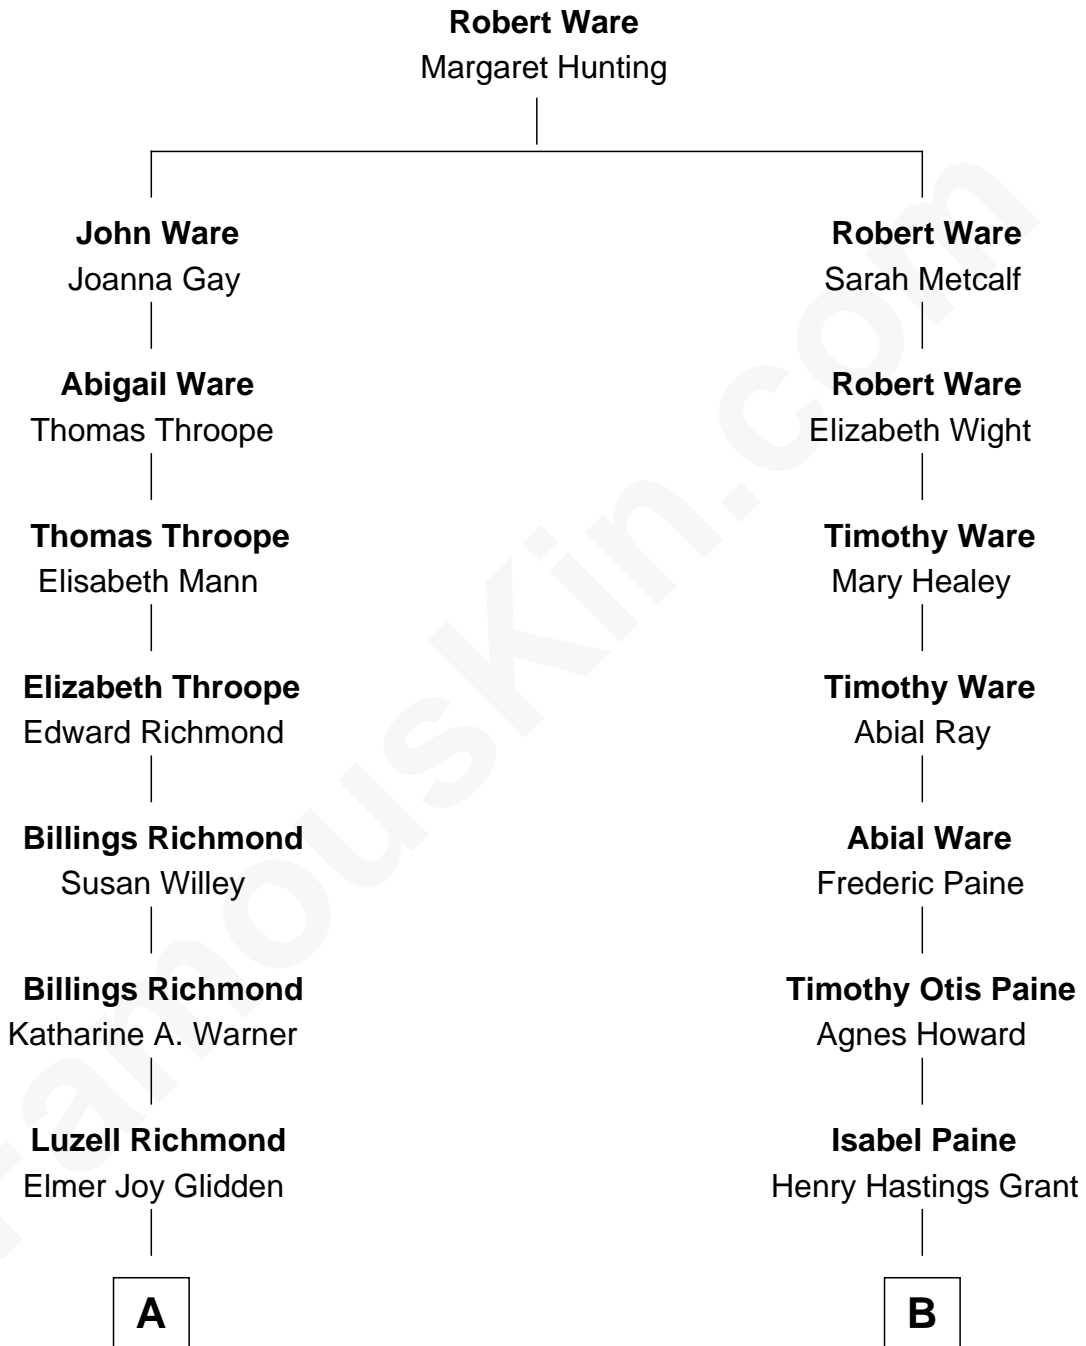 Robert Ware
Margaret Hunting
John Ware
Joanna Gay
Robert Ware
Sarah Metcalf
Abigail Ware
Thomas Throope
Robert Ware
Elizabeth Wight
Thomas Throope
Elisabeth Mann
Timothy Ware
Mary Healey
Elizabeth Throope
Edward Richmond
Timothy Ware
Abial Ray
Billings Richmond
Susan Willey
Abial Ware
Frederic Paine
Billings Richmond
Katharine A. Warner
Timothy Otis Paine
Agnes Howard
Luzell Richmond
Elmer Joy Glidden
Isabel Paine
Henry Hastings Grant
A
B
FamousKin.com